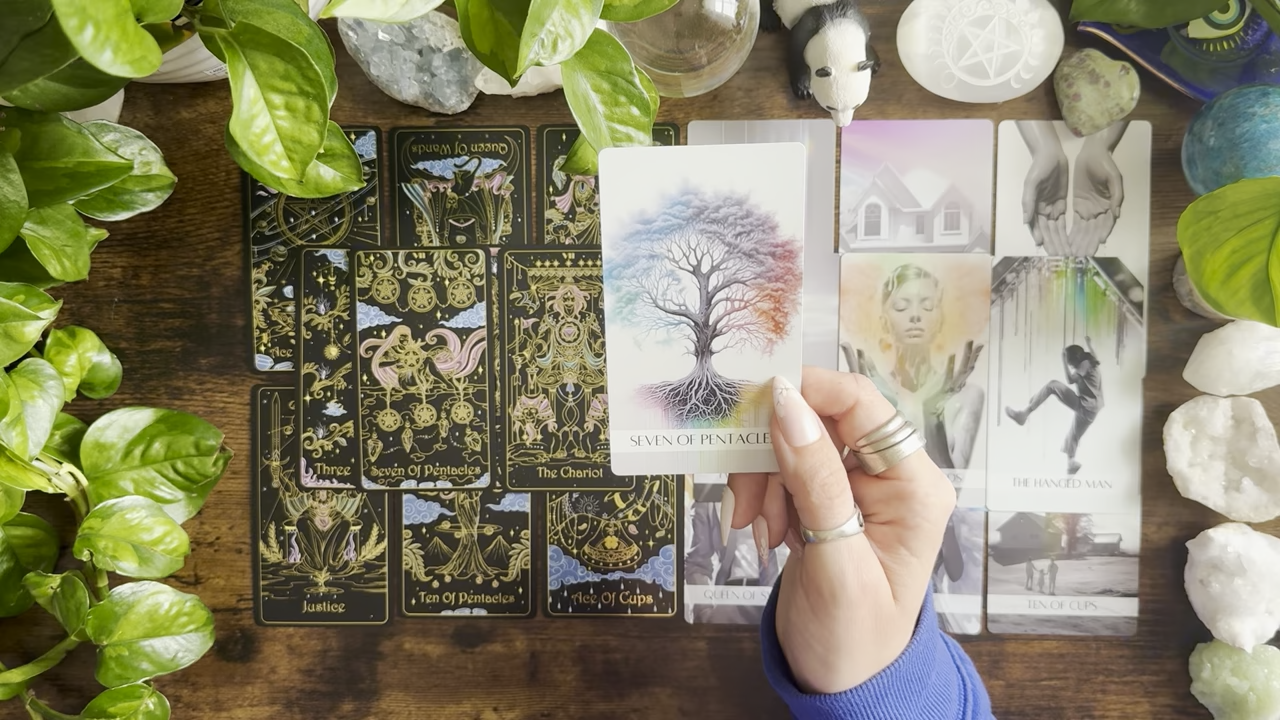 Queen Of Wands
Ace
Three
Seven Of Pentacles
The Chariot
SEVEN OF PENTACLE
THE HANGED MAN
Justice
Ten Of Pentacles
Ace Of Cups
QUEEN OF
TEN OF CUPS